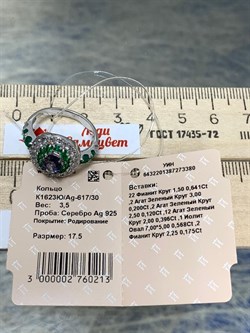 Люди
Самоцвет
ГОСТ 17435-72
Кольцо
К1623Ю/Ag-617/30
Вес: 3,5
Проба: Серебро Ag 925
Покрытие: Родирование
Размер: 17.5
3 000002 760213
УИН
6432201387273380
Вставки:
22 Фианит Круг 1,50 0,641Ct
,2 Агат Зеленый Круг 3,00
0,200Ct ,2 Агат Зеленый Круг
2,50 0,120Ct ,12 Агат Зеленый
Круг 2,00 0,396Ct ,1 Иолит
Овал 7,00*5,00 0,568Ct ,2
Фианит Круг 2,25 0,175Ct